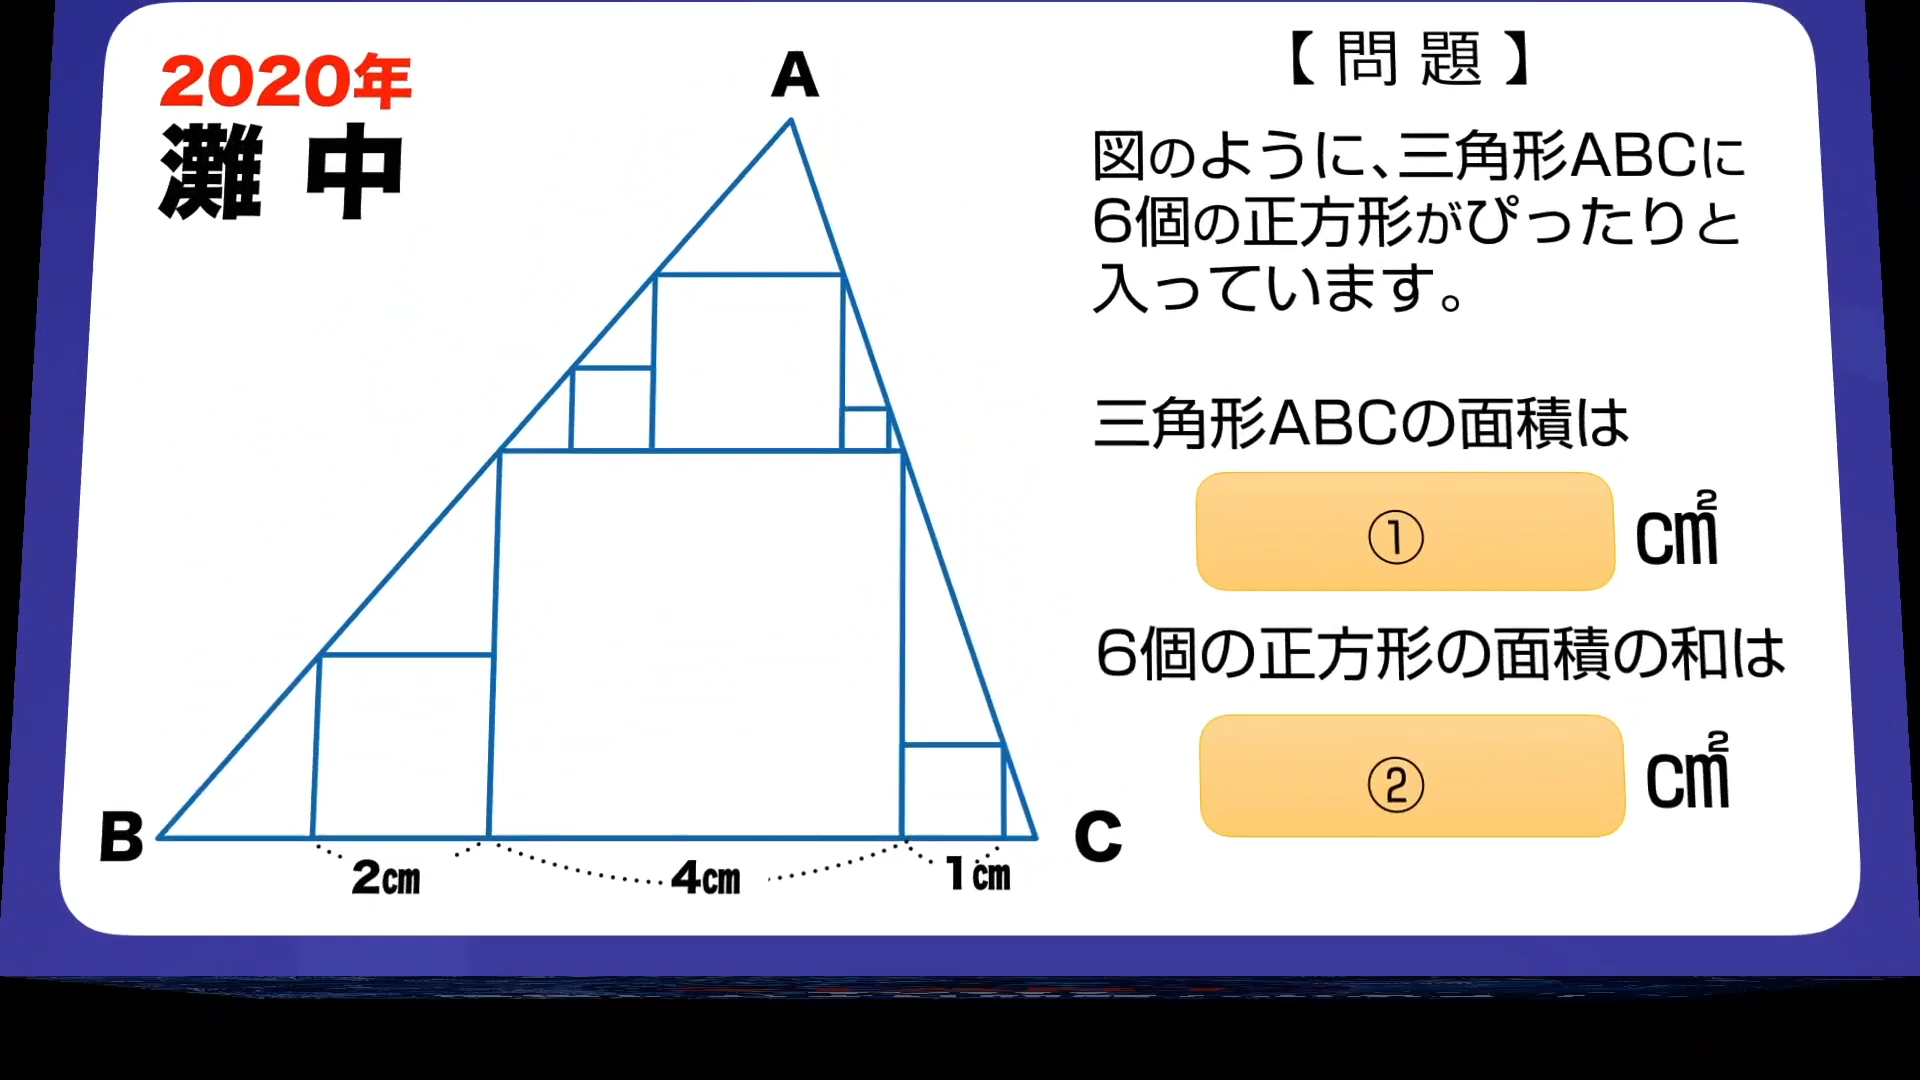 2020年
灘中
A
B
C
2cm
4cm
1cm
【問題】
図のように、三角形ABCに
6個の正方形がぴったりと
入っています。
三角形ABCの面積は
① cm²
6個の正方形の面積の和は
② cm²